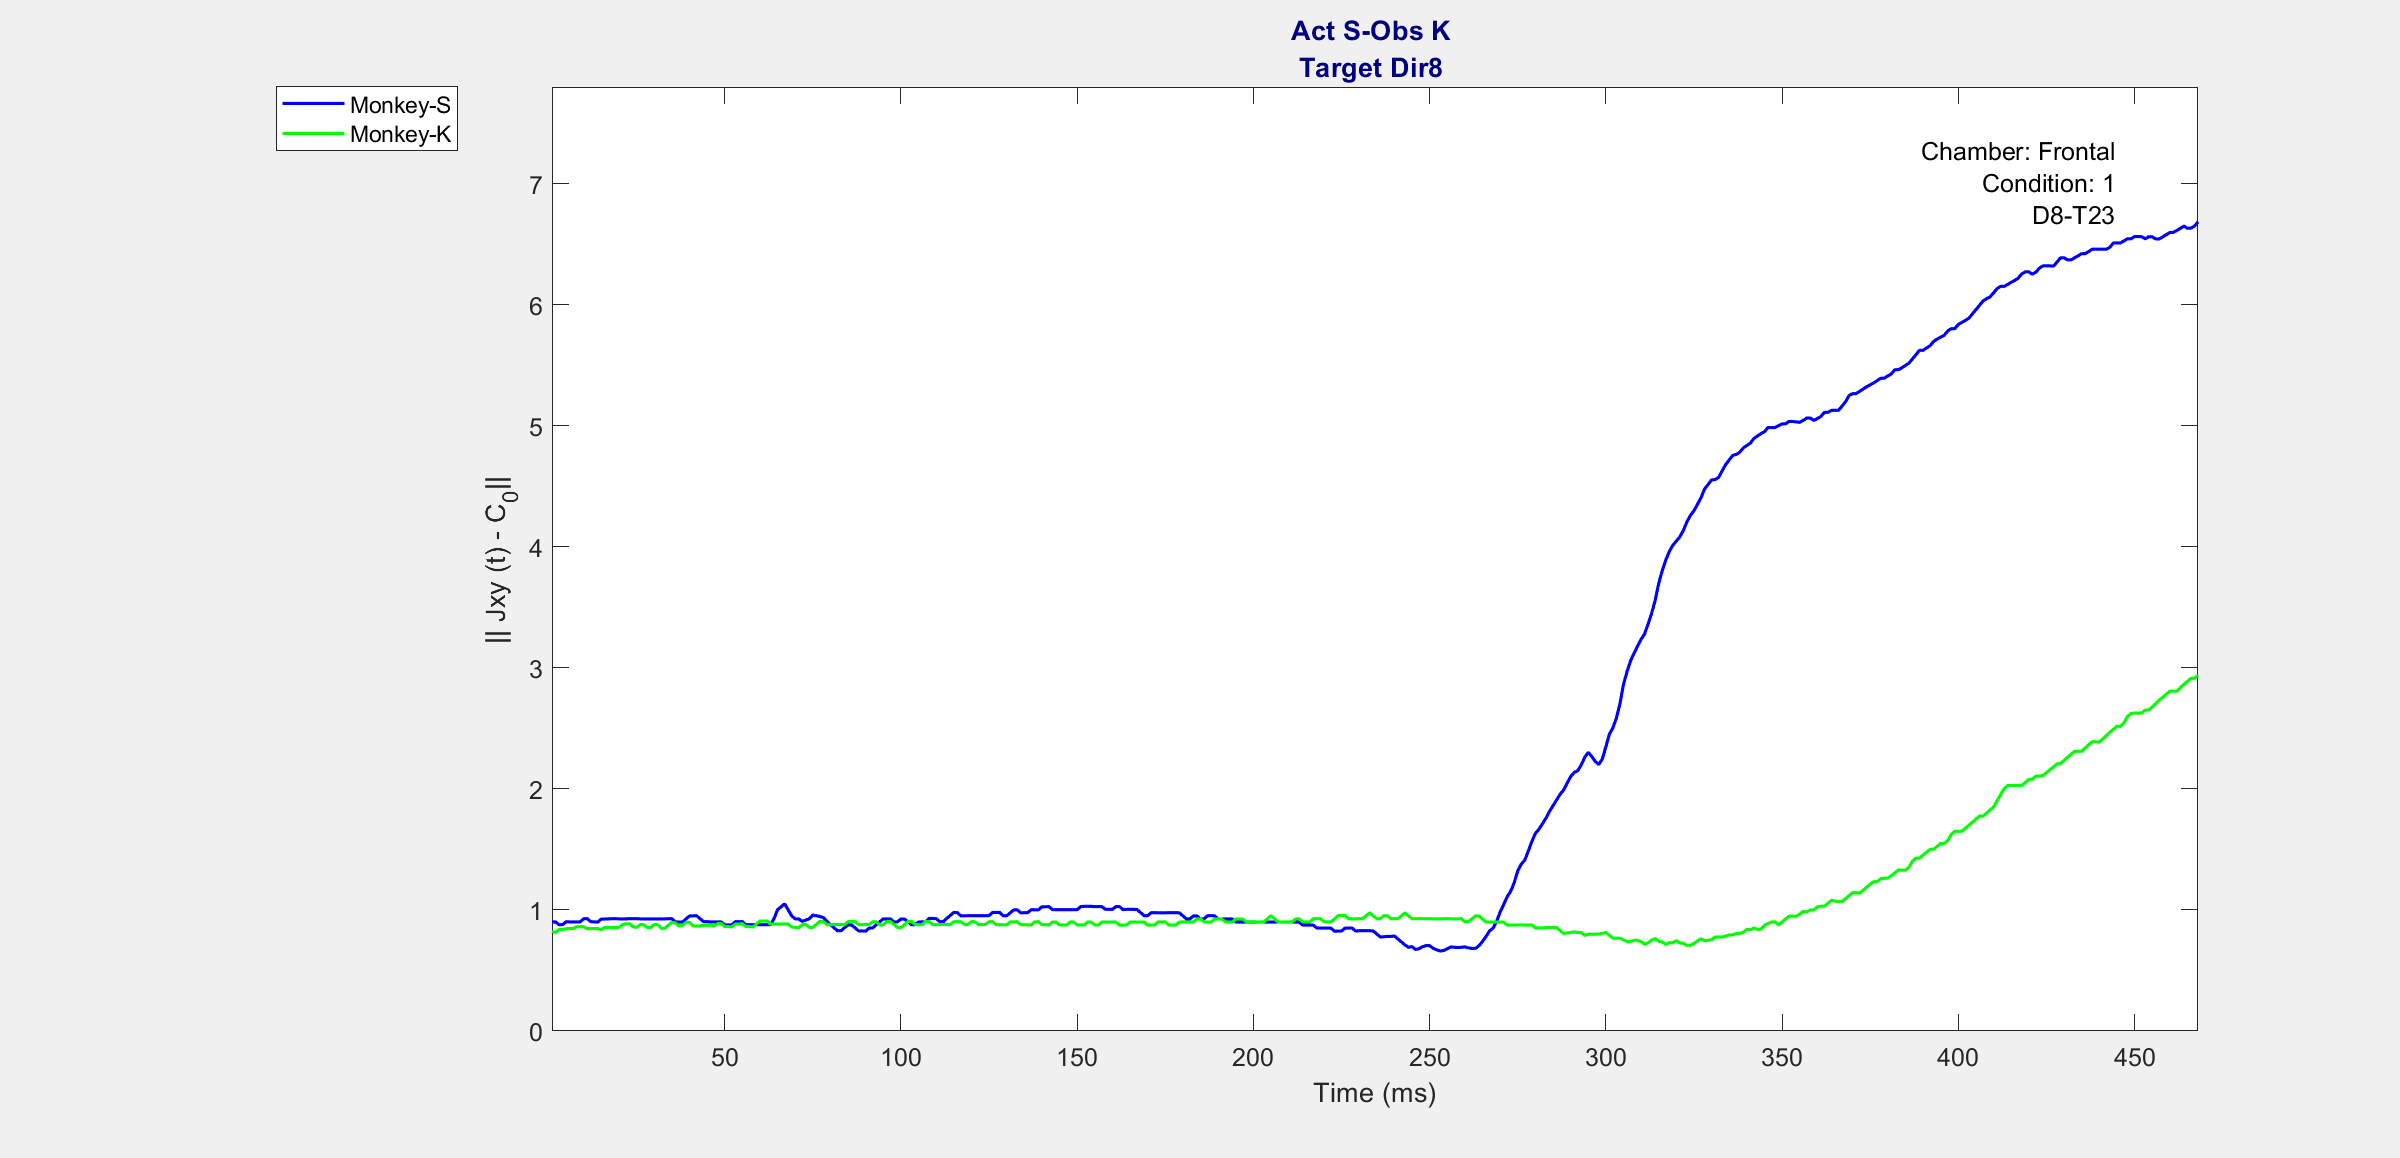 Act S-Obs K
Target Dir8
Monkey-S
Monkey-K
Chamber: Frontal
Condition: 1
D8-T23
|| Jxy (t) - C0||
7
6
5
4
3
2
1
0
50 100 150 200 250 300 350 400 450
Time (ms)